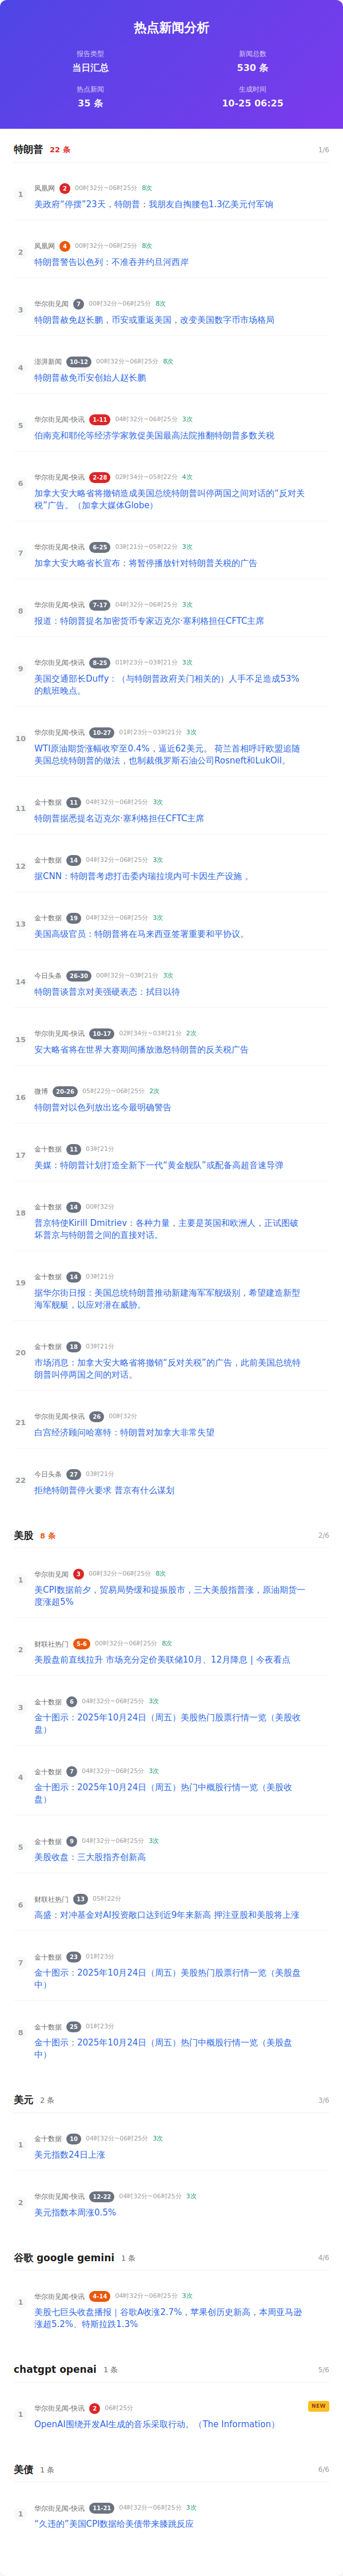 热点新闻分析
报告类型
新闻总数
当日汇总
530 条
热点新闻
生成时间
35 条
10-25 06:25
特朗普 22 条 1/6
1
凤凰网 2 00时32分~06时25分 8次
美政府“停摆”23天，特朗普：我朋友自掏腰包1.3亿美元付军饷
2
凤凰网 4 00时32分~06时25分 8次
特朗普警告以色列：不准吞并约旦河西岸
3
华尔街见闻 7 00时32分~06时25分 8次
特朗普赦免赵长鹏，币安或重返美国，改变美国数字币市场格局
4
澎湃新闻 10-12 00时32分~06时25分 8次
特朗普赦免币安创始人赵长鹏
5
华尔街见闻-快讯 1-11 04时32分~06时25分 3次
伯南克和耶伦等经济学家敦促美国最高法院推翻特朗普多数关税
6
华尔街见闻-快讯 2-28 02时34分~05时22分 4次
加拿大安大略省将撤销造成美国总统特朗普叫停两国之间对话的“反对关
税”广告。（加拿大媒体Globe）
7
华尔街见闻-快讯 6-25 03时21分~05时22分 3次
加拿大安大略省长宣布：将暂停播放针对特朗普关税的广告
8
华尔街见闻-快讯 7-17 04时32分~06时25分 3次
报道：特朗普提名加密货币专家迈克尔·塞利格担任CFTC主席
9
华尔街见闻-快讯 8-25 01时23分~03时21分 3次
美国交通部长Duffy：（与特朗普政府关门相关的）人手不足造成53%
的航班晚点。
10
华尔街见闻-快讯 10-27 01时23分~03时21分 3次
WTI原油期货涨幅收窄至0.4%，逼近62美元。 荷兰首相呼吁欧盟追随
美国总统特朗普的做法，也制裁俄罗斯石油公司Rosneft和LukOil。
11
金十数据 11 04时32分~06时25分 3次
特朗普据悉提名迈克尔·塞利格担任CFTC主席
12
金十数据 14 04时32分~06时25分 3次
据CNN：特朗普考虑打击委内瑞拉境内可卡因生产设施 。
13
金十数据 19 04时32分~06时25分 3次
美国高级官员：特朗普将在马来西亚签署重要和平协议。
14
今日头条 26-30 00时32分~03时21分 3次
特朗普谈普京对美强硬表态：拭目以待
15
华尔街见闻-快讯 10-17 02时34分~03时21分 2次
安大略省将在世界大赛期间播放激怒特朗普的反关税广告
16
微博 20-26 05时22分~06时25分 2次
特朗普对以色列放出迄今最明确警告
17
金十数据 11 03时21分
美媒：特朗普计划打造全新下一代“黄金舰队”或配备高超音速导弹
18
金十数据 14 00时32分
普京特使Kirill Dmitriev：各种力量，主要是英国和欧洲人，正试图破
坏普京与特朗普之间的直接对话。
19
金十数据 14 03时21分
据华尔街日报：美国总统特朗普推动新建海军军舰级别，希望建造新型
海军舰艇，以应对潜在威胁。
20
金十数据 18 03时21分
市场消息：加拿大安大略省将撤销“反对关税”的广告，此前美国总统特
朗普叫停两国之间的对话。
21
华尔街见闻-快讯 26 00时32分
白宫经济顾问哈塞特：特朗普对加拿大非常失望
22
今日头条 27 03时21分
拒绝特朗普停火要求 普京有什么谋划
美股 8 条 2/6
1
华尔街见闻 3 00时32分~06时25分 8次
美CPI数据前夕，贸易局势缓和提振股市，三大美股指普涨，原油期货一
度涨超5%
2
财联社热门 5-6 00时32分~06时25分 8次
美股盘前直线拉升 市场充分定价美联储10月、12月降息 | 今夜看点
3
金十数据 6 04时32分~06时25分 3次
金十图示：2025年10月24日（周五）美股热门股票行情一览（美股收
盘）
4
金十数据 7 04时32分~06时25分 3次
金十图示：2025年10月24日（周五）热门中概股行情一览（美股收
盘）
5
金十数据 9 04时32分~06时25分 3次
美股收盘：三大股指齐创新高
6
财联社热门 13 05时22分
高盛：对冲基金对AI投资敞口达到近9年来新高 押注亚股和美股将上涨
7
金十数据 23 01时23分
金十图示：2025年10月24日（周五）美股热门股票行情一览（美股盘
中）
8
金十数据 25 01时23分
金十图示：2025年10月24日（周五）热门中概股行情一览（美股盘
中）
美元 2 条 3/6
1
金十数据 10 04时32分~06时25分 3次
美元指数24日上涨
2
华尔街见闻-快讯 12-22 04时32分~06时25分 3次
美元指数本周涨0.5%
谷歌 google gemini 1 条 4/6
1
华尔街见闻-快讯 4-14 04时32分~06时25分 3次
美股七巨头收盘播报 | 谷歌A收涨2.7%，苹果创历史新高，本周亚马逊
涨超5.2%、特斯拉跌1.3%
chatgpt openai 1 条 5/6
1
华尔街见闻-快讯 2 06时25分
NEW
OpenAI围绕开发AI生成的音乐采取行动。（The Information）
美债 1 条 6/6
1
华尔街见闻-快讯 11-21 04时32分~06时25分 3次
“久违的”美国CPI数据给美债带来膝跳反应